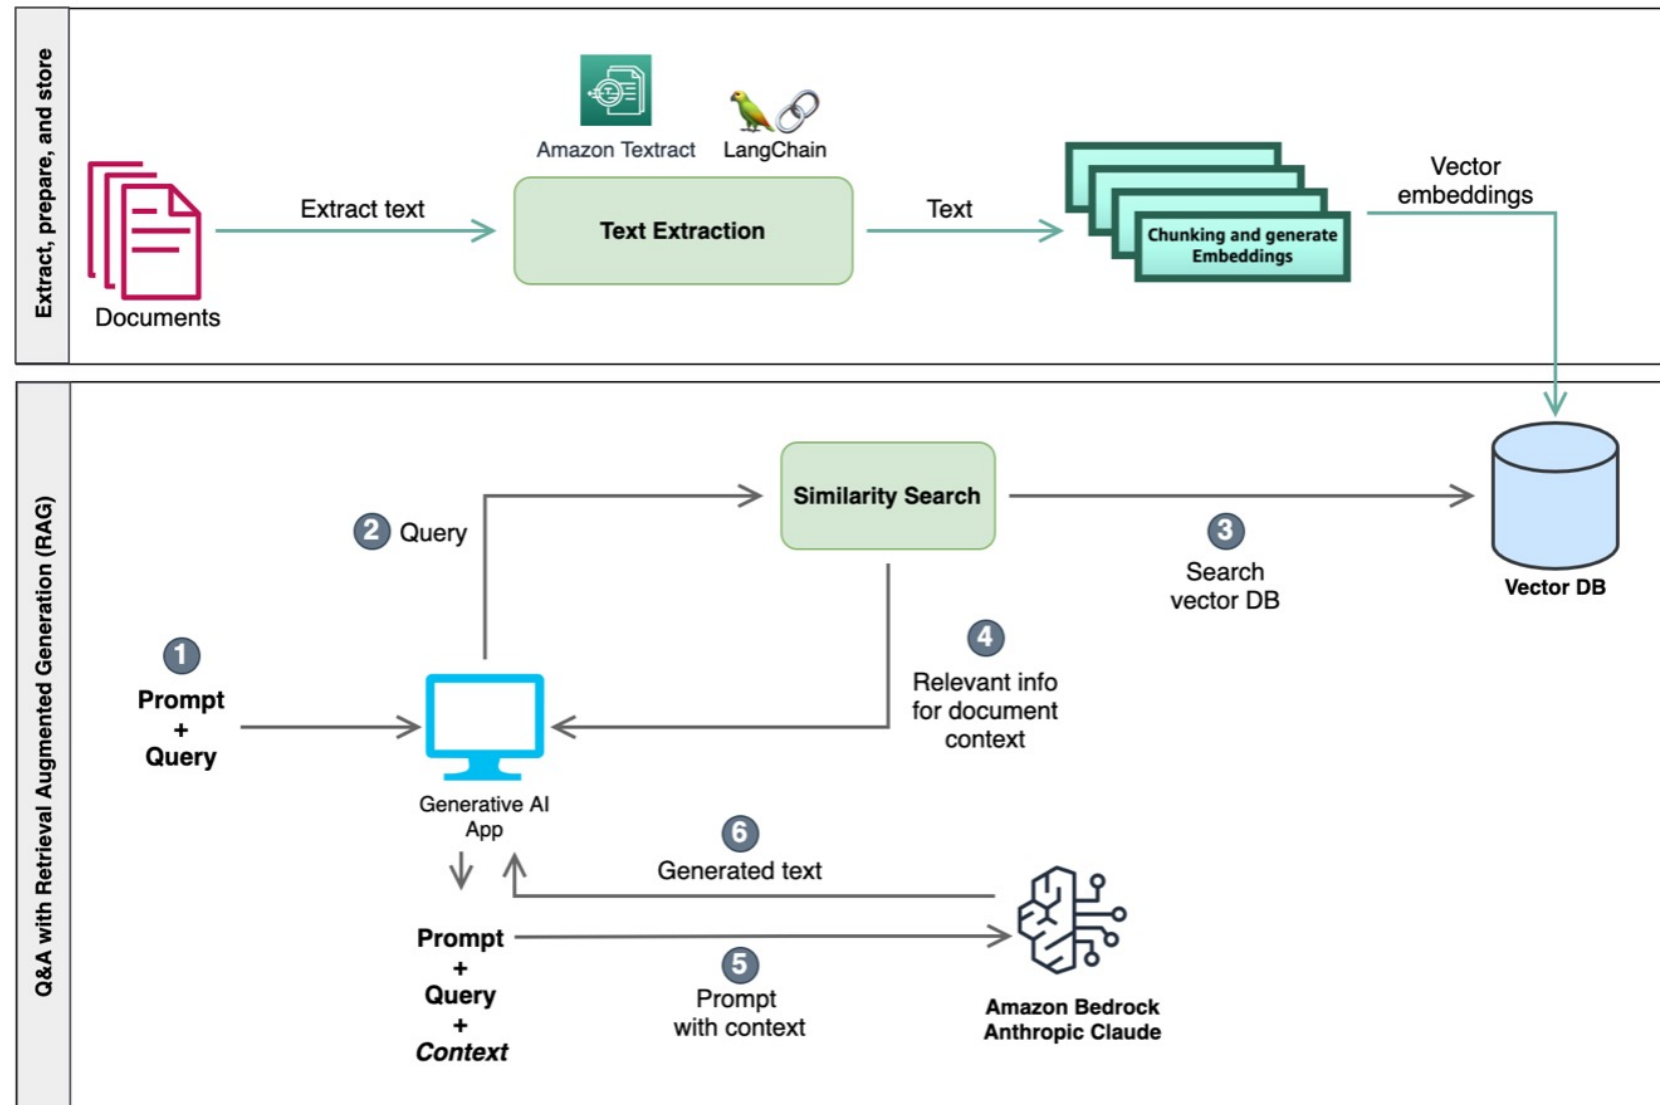 Extract, prepare, and store
Amazon Textract
LangChain
Documents
Extract text
Text Extraction
Text
Chunking and generate
Embeddings
Vector
embeddings
Q&A with Retrieval Augmented Generation (RAG)
1
Prompt
+
Query
2 Query
Similarity Search
3
Search
vector DB
Vector DB
4
Relevant info
for document
context
Generative AI
App
6
Generated text
Prompt
+
Query
+
Context
5
Prompt
with context
Amazon Bedrock
Anthropic Claude